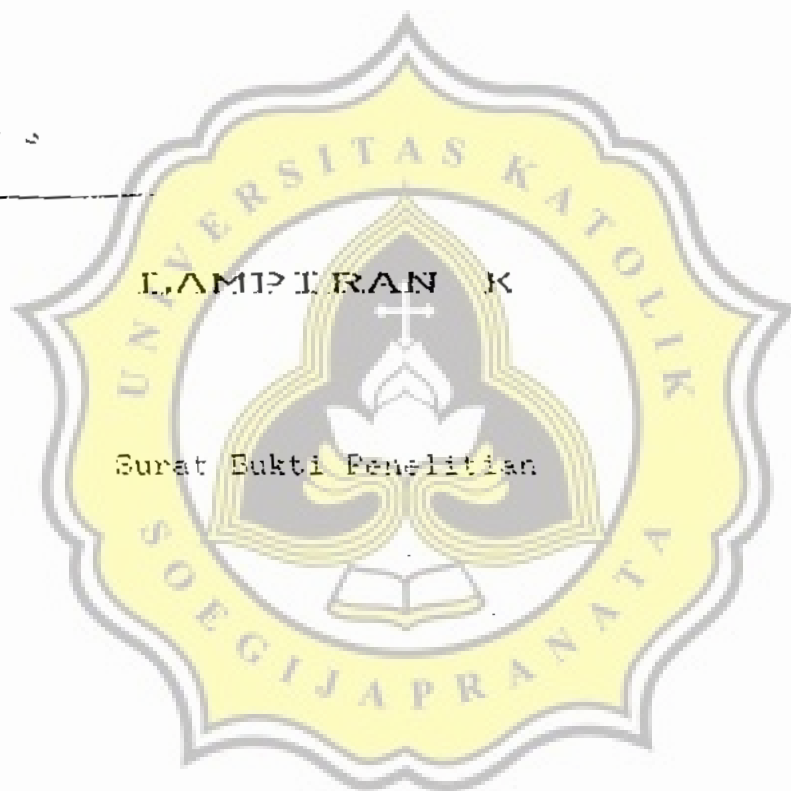 UNIVERSITAS KATOLIK
LAMPIRAN K
Surat Bukti Penelitian
SOEGIJAPRANATA